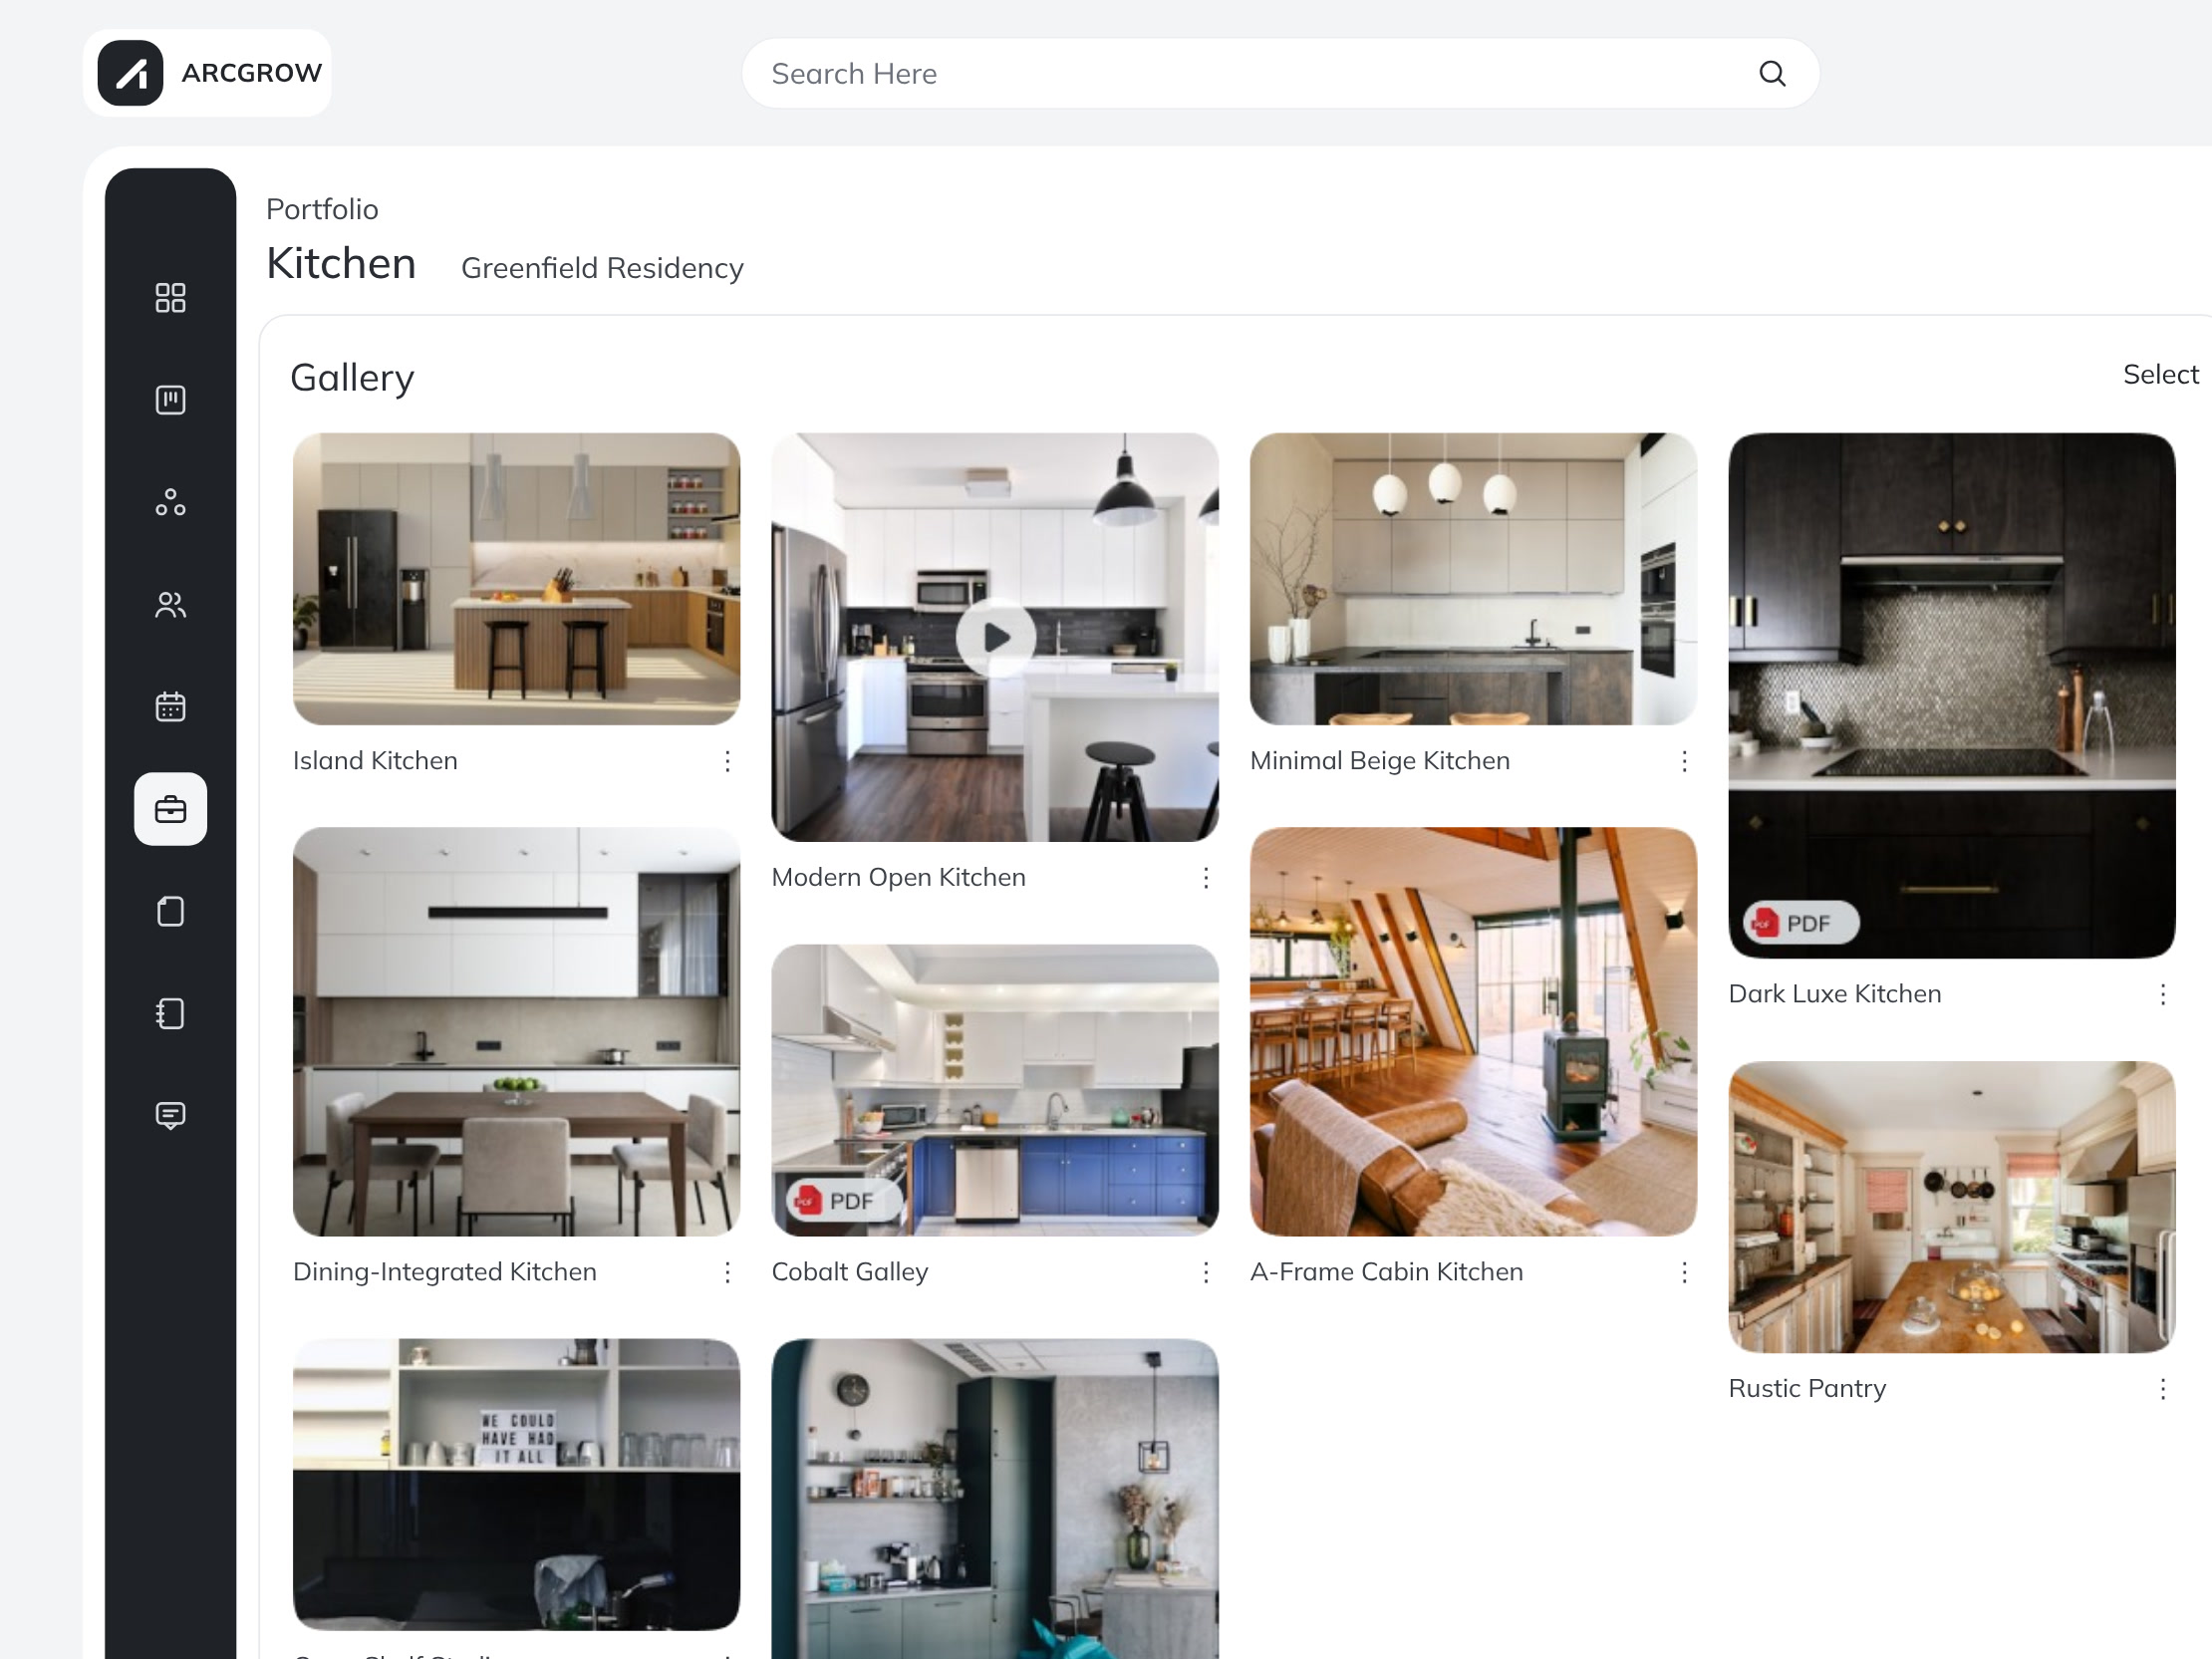 ARCGROW
Search Here
Portfolio
Kitchen
Greenfield Residency
Gallery
Select
Island Kitchen
Modern Open Kitchen
Minimal Beige Kitchen
PDF
PDF
Dark Luxe Kitchen
PDF
PDF
Dining-Integrated Kitchen
Cobalt Galley
A-Frame Cabin Kitchen
Rustic Pantry
WE COULD
HAVE HAD
IT ALL